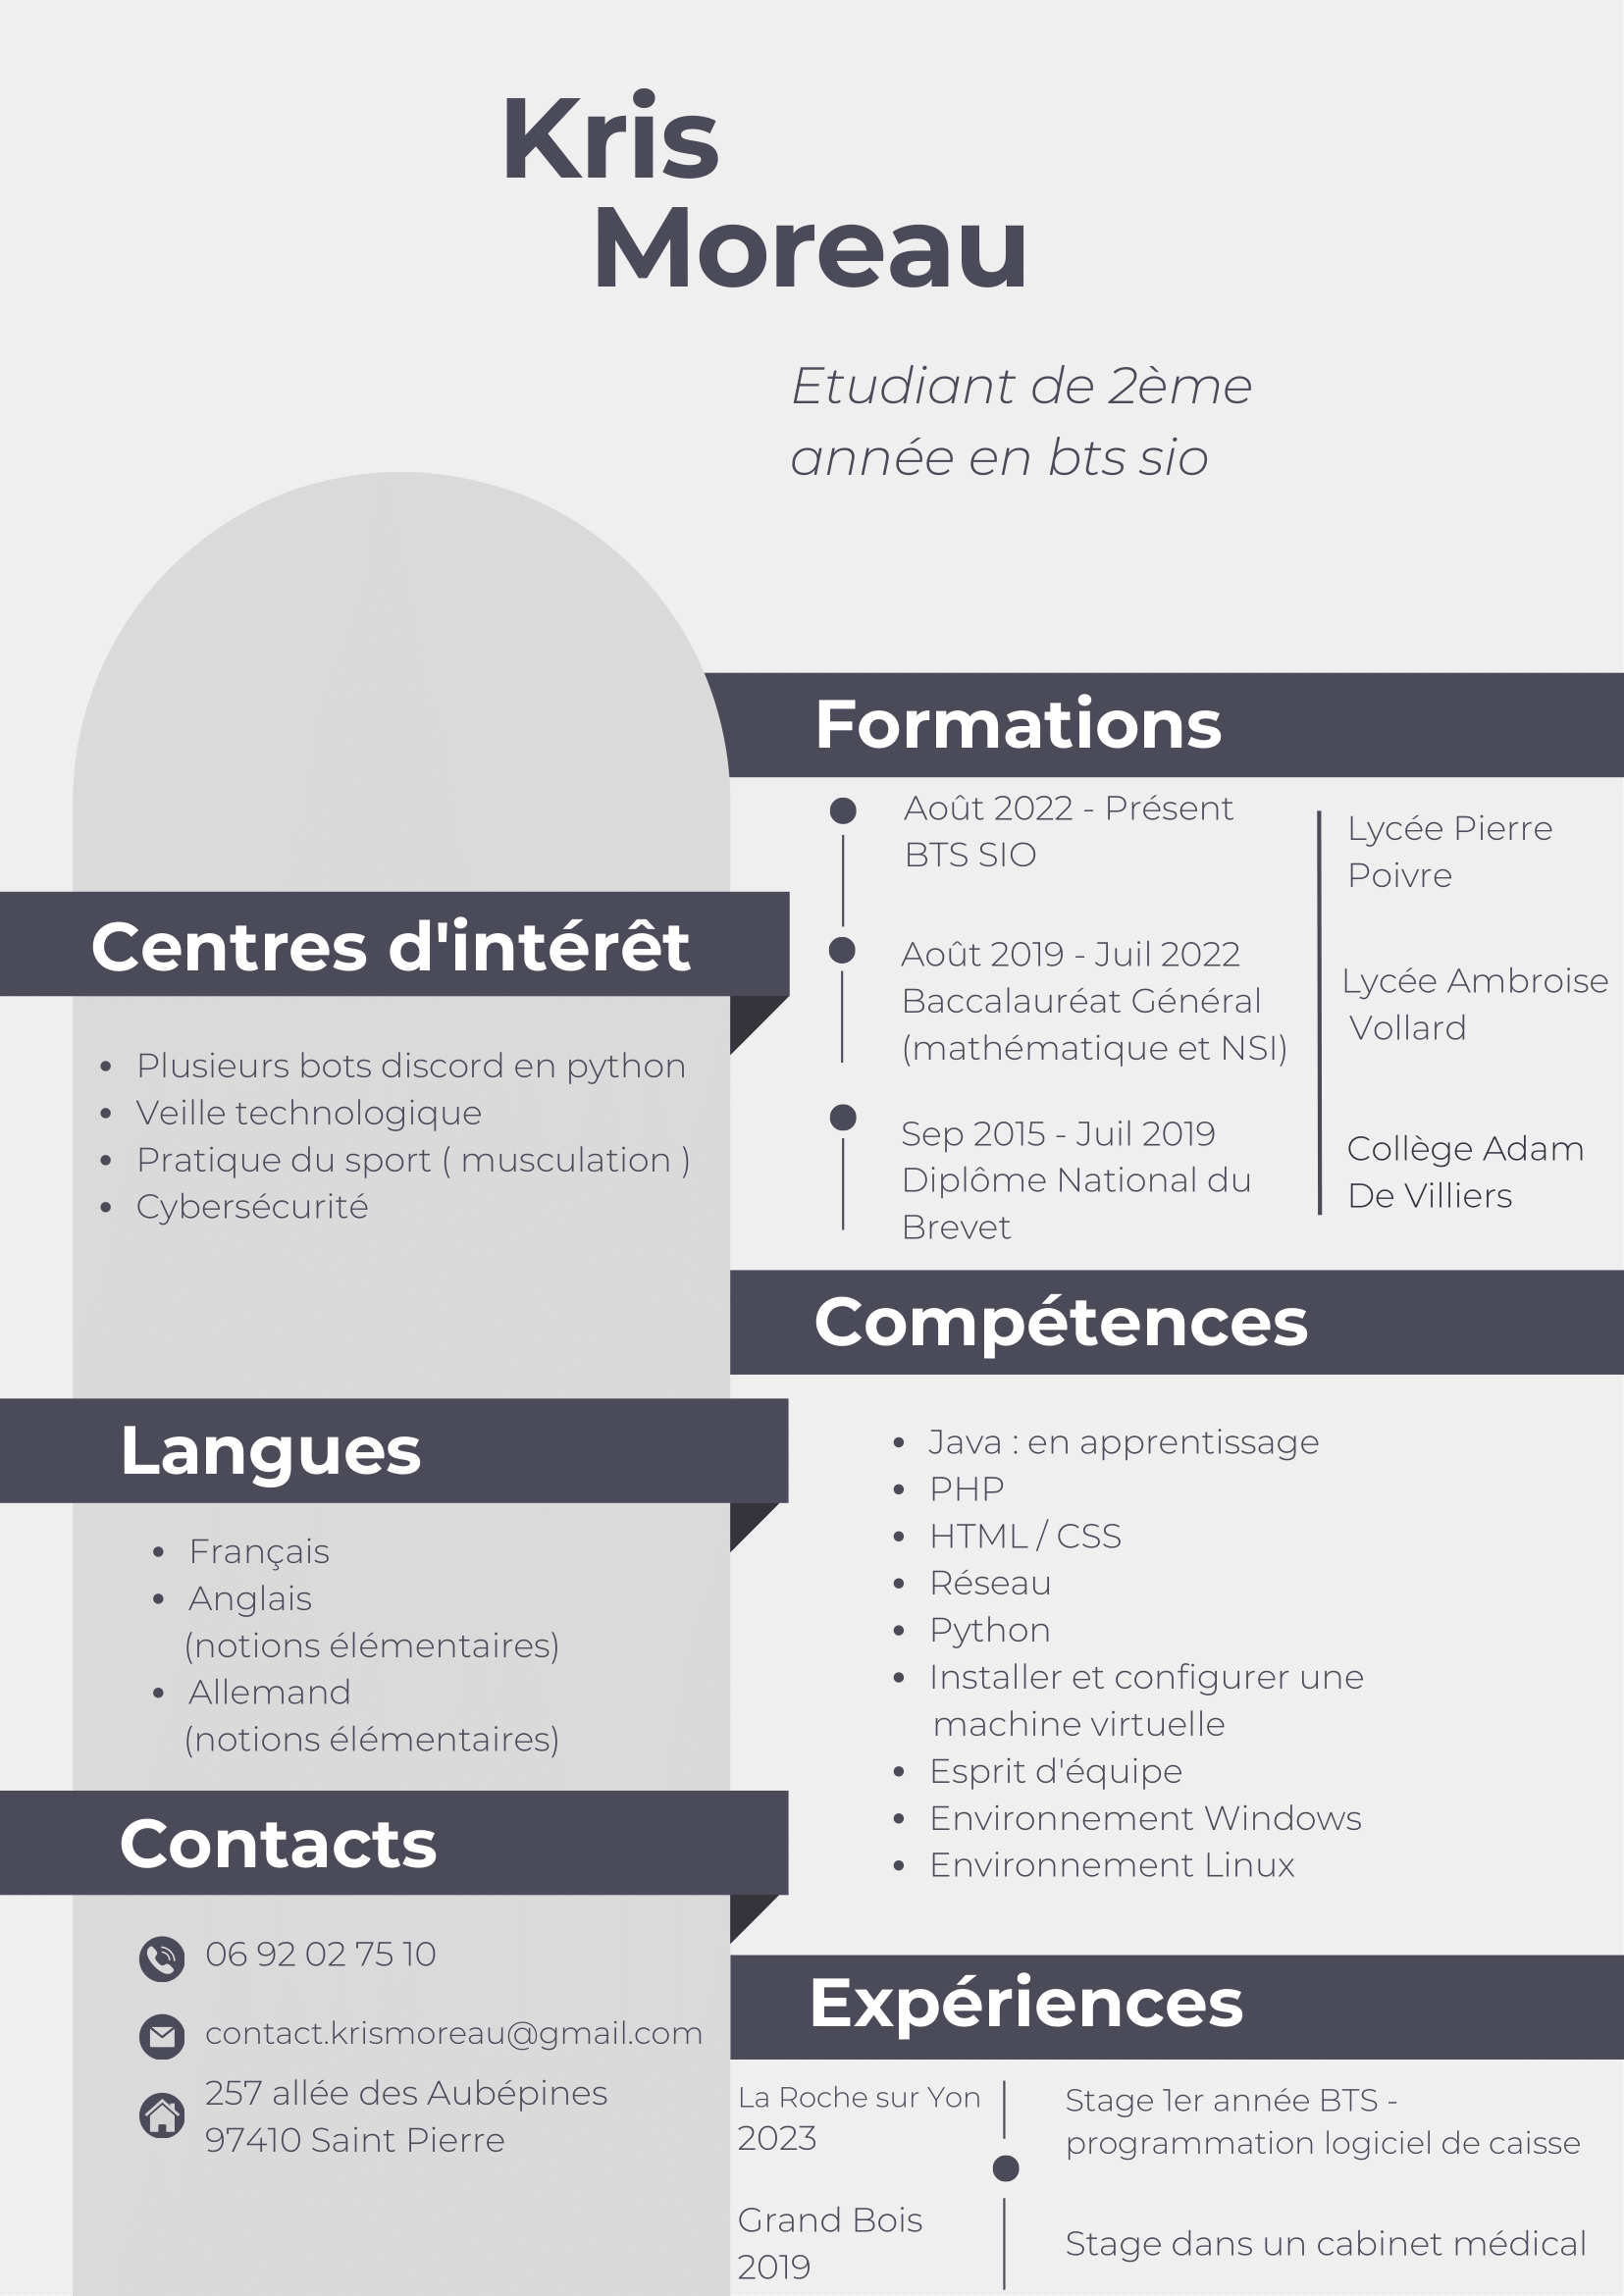 Kris
Moreau
Etudiant de 2ème
année en bts sio
Formations
Août 2022 - Présent
BTS SIO
Lycée Pierre
Poivre
Août 2019 - Juil 2022
Baccalauréat Général
(mathématique et NSI)
Lycée Ambroise
Vollard
Sep 2015 - Juil 2019
Diplôme National du
Brevet
Collège Adam
De Villiers
Centres d'intérêt
Plusieurs bots discord en python
Veille technologique
Pratique du sport ( musculation )
Cybersécurité
Langues
Français
Anglais
(notions élémentaires)
Allemand
(notions élémentaires)
Contacts
06 92 02 75 10
contact.krismoreau@gmail.com
257 allée des Aubépines
97410 Saint Pierre
Compétences
Java : en apprentissage
PHP
HTML / CSS
Réseau
Python
Installer et configurer une
machine virtuelle
Esprit d'équipe
Environnement Windows
Environnement Linux
Expériences
La Roche sur Yon
2023
Stage 1er année BTS -
programmation logiciel de caisse
Grand Bois
2019
Stage dans un cabinet médical